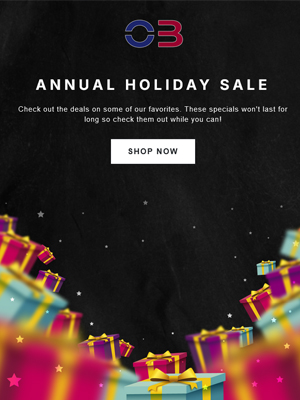 OB
ANNUAL HOLIDAY SALE
Check out the deals on some of our favorites. These specials won't last for
long so check them out while you can!
SHOP NOW